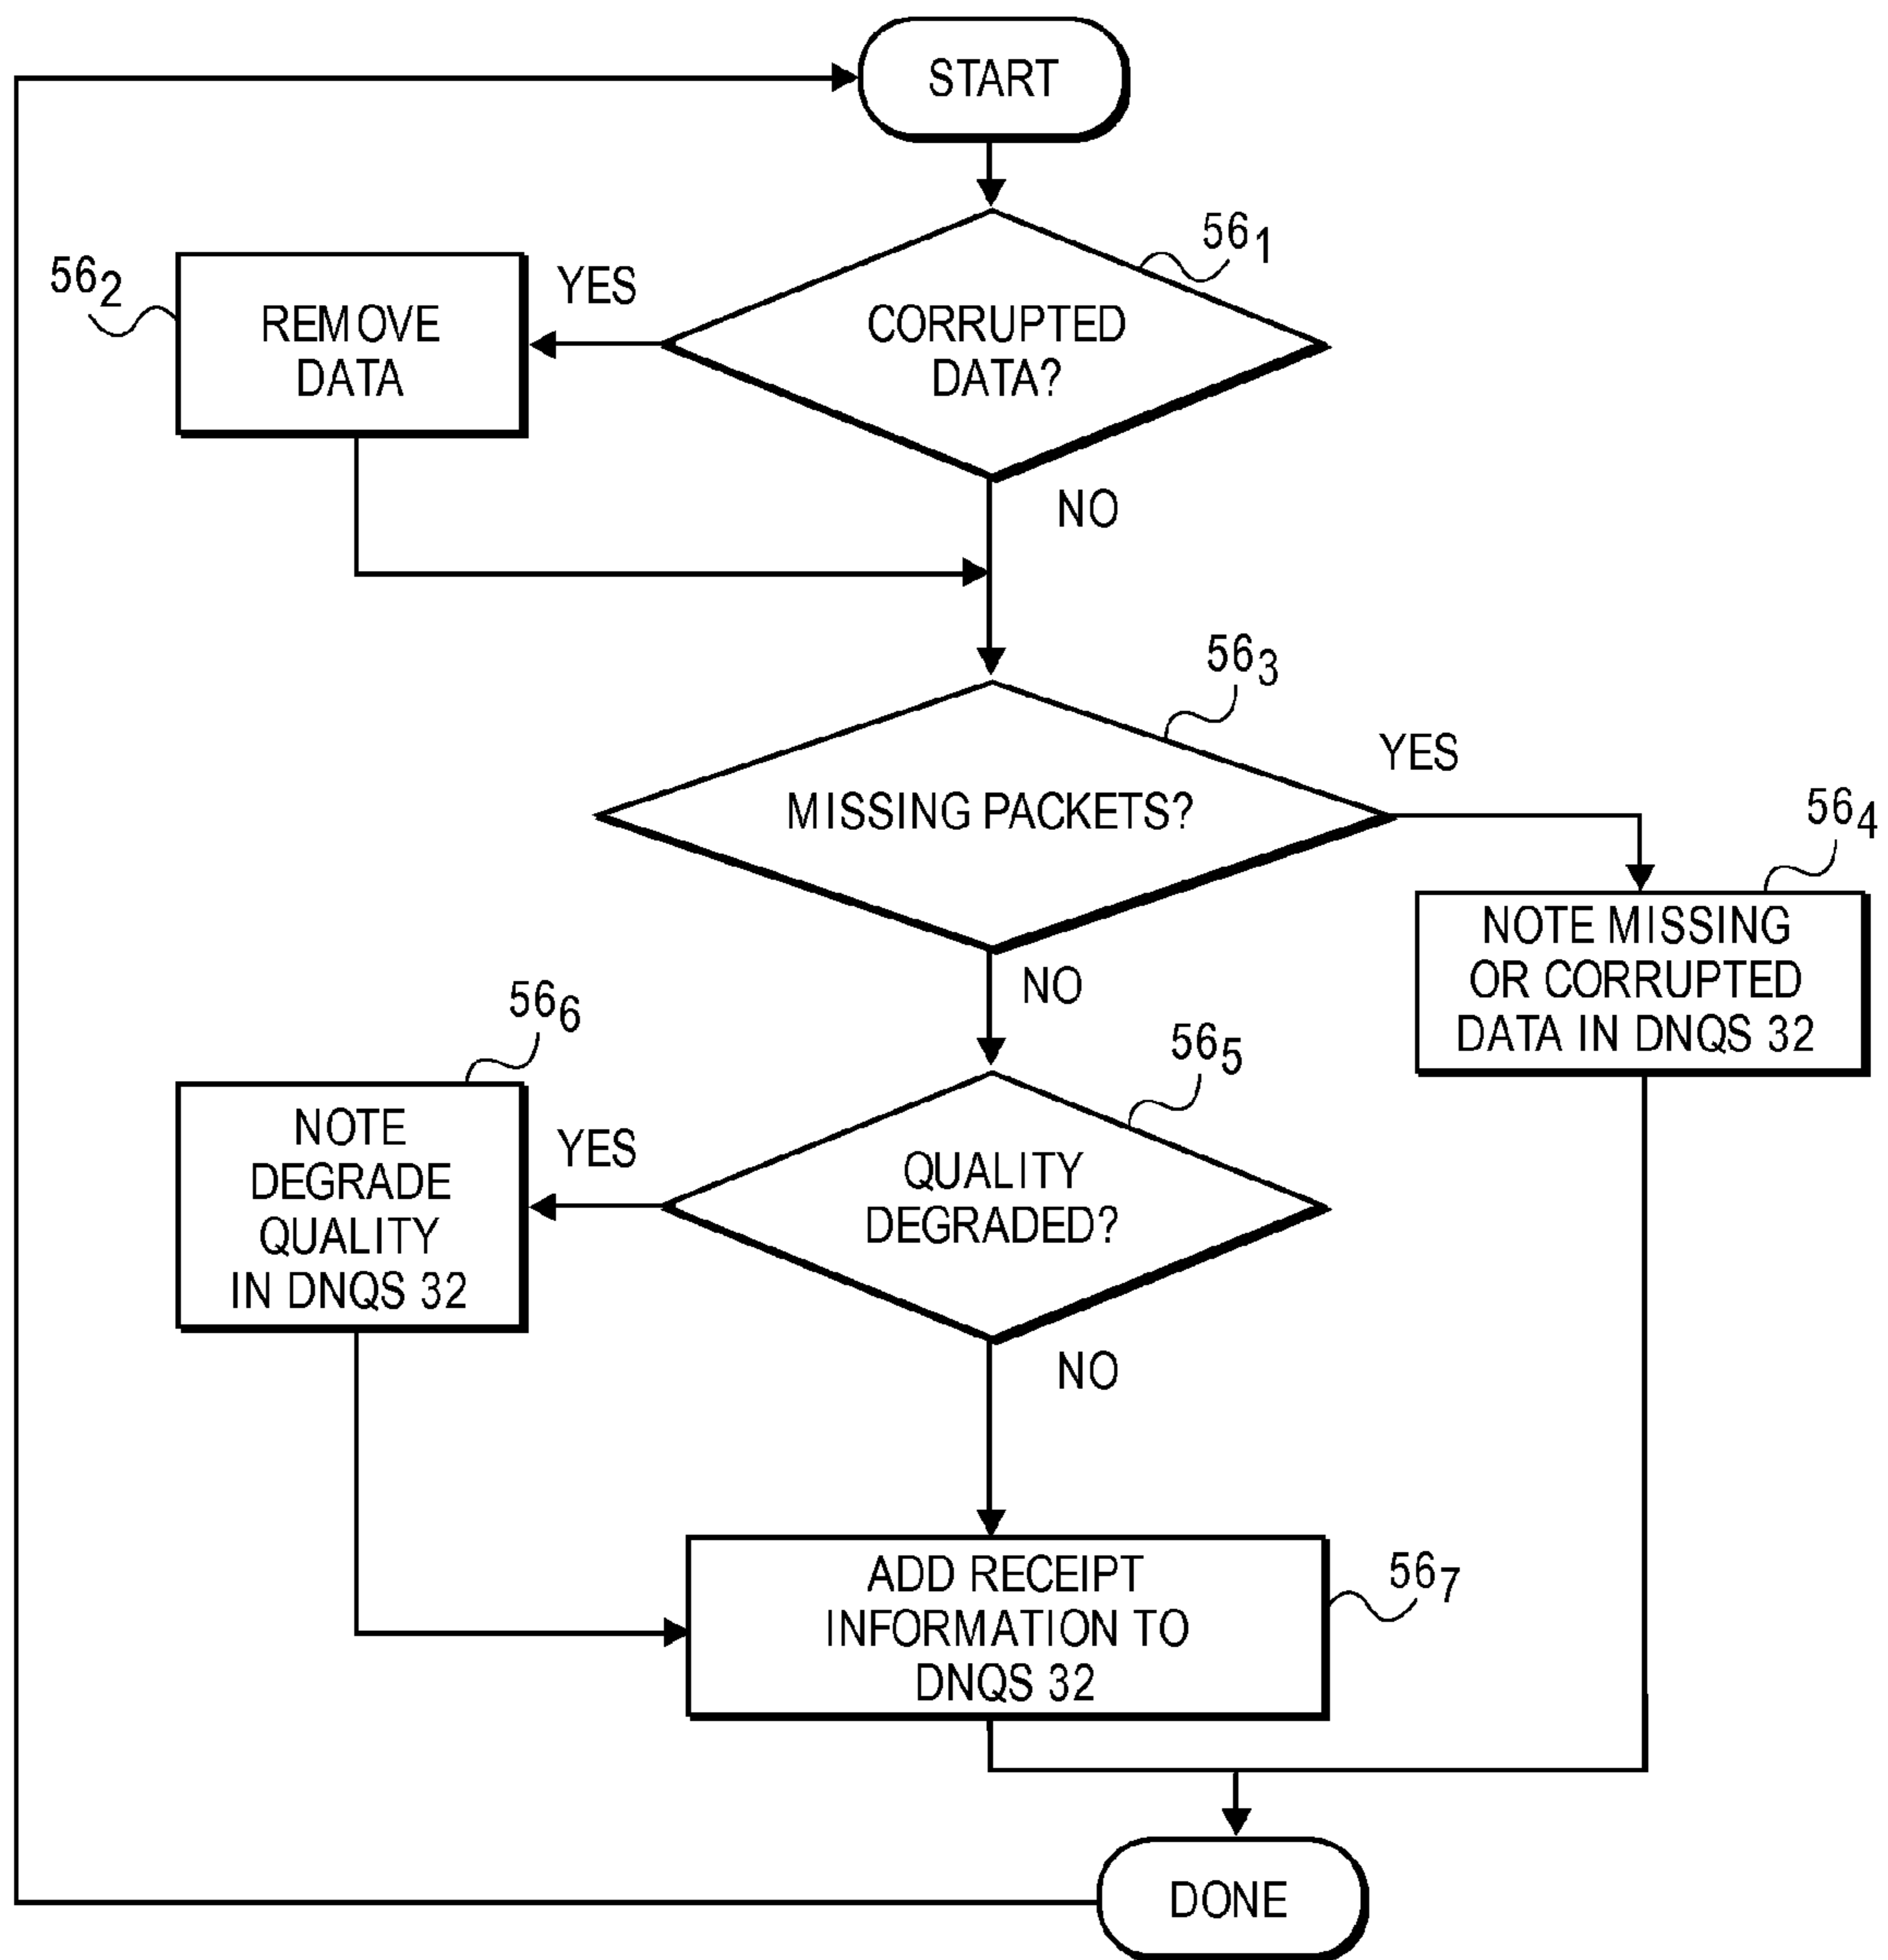 START
56₁
CORRUPTED
DATA?
YES
56₂
REMOVE
DATA
NO
56₃
MISSING PACKETS?
YES
56₄
NOTE MISSING
OR CORRUPTED
DATA IN DNQS 32
NO
56₅
QUALITY
DEGRADED?
YES
56₆
NOTE
DEGRADE
QUALITY
IN DNQS 32
NO
ADD RECEIPT
INFORMATION TO
DNQS 32
56₇
DONE